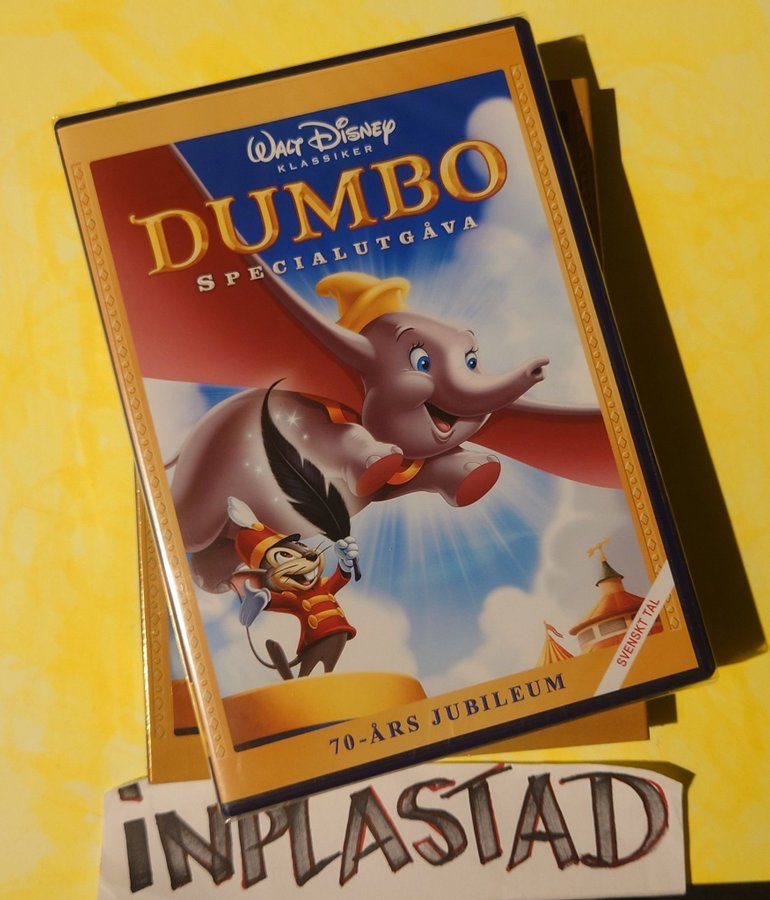 WALT DISNEY
KLASSIKER
DUMBO
SPECIALUTGÅVA
SVENSKT TAL
70-ÅRS JUBILEUM
INPLASTAD